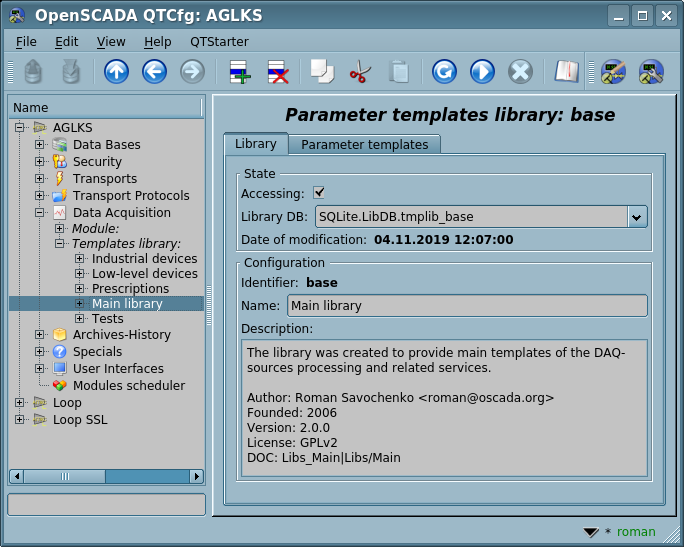 OpenSCADA QTCfg: AGLKS
File Edit View Help QTStarter
Name
AGLKS
Data Bases
Security
Transports
Transport Protocols
Data Acquisition
Module:
Templates library:
Industrial devices
Low-level devices
Prescriptions
Main library
Tests
Archives-History
Specials
User Interfaces
Modules scheduler
Loop
Loop SSL
Parameter templates library: base
Library Parameter templates
State
Accessing:
Library DB: SQLite.LibDB.tmplib_base
Date of modification: 04.11.2019 12:07:00
Configuration
Identifier: base
Name: Main library
Description:
The library was created to provide main templates of the DAQ-
sources processing and related services.
Author: Roman Savochenko <roman@oscada.org>
Founded: 2006
Version: 2.0.0
License: GPLv2
DOC: Libs_Main|Libs/Main
* roman